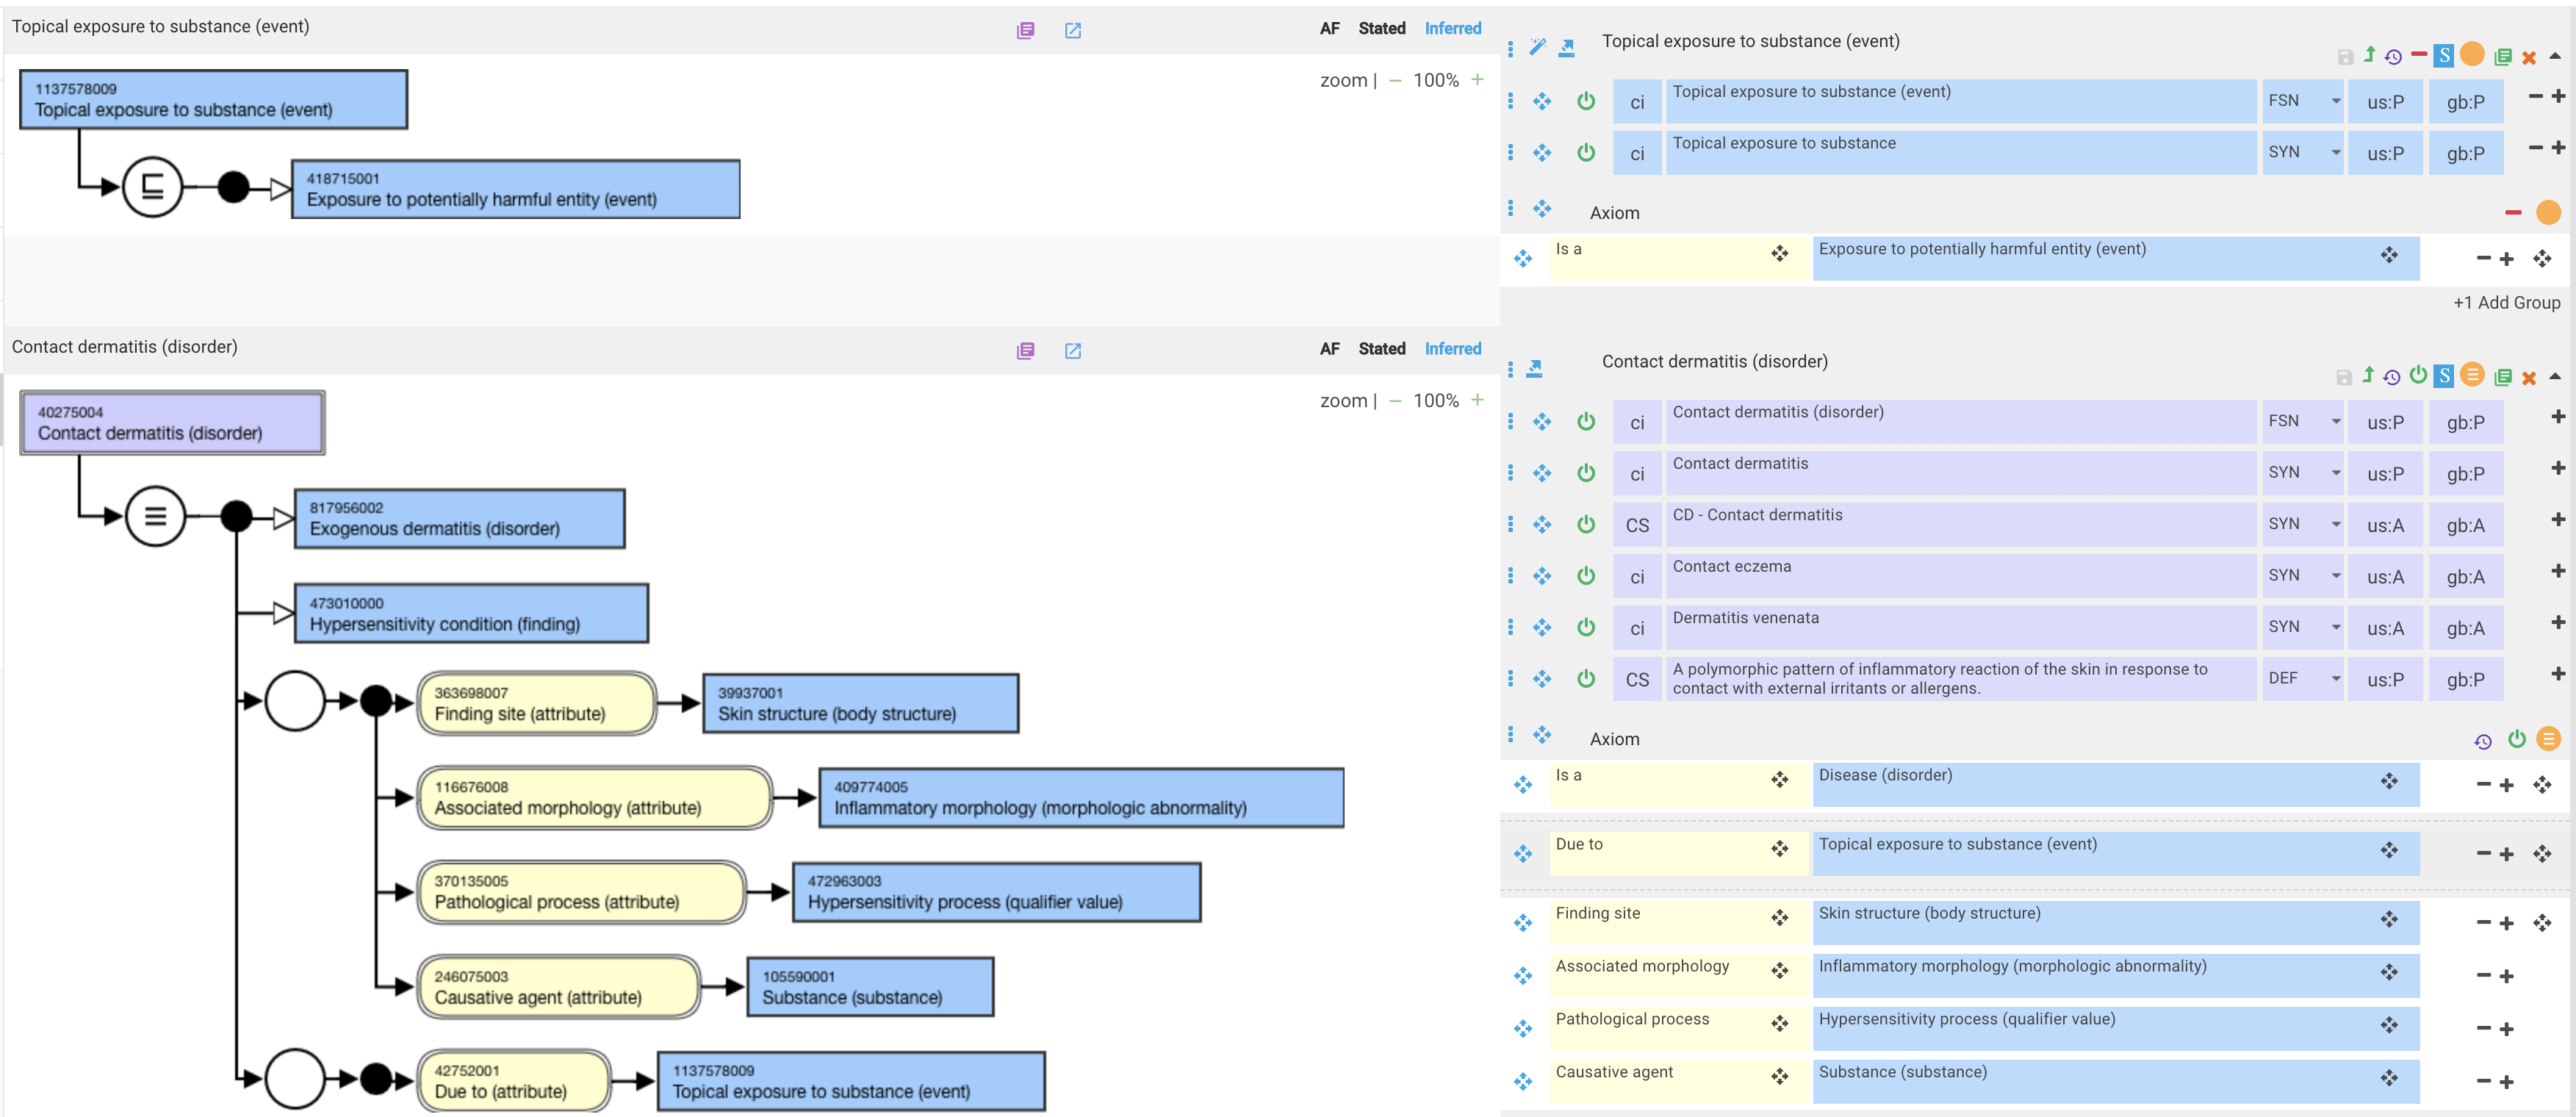 Topical exposure to substance (event)
AF Stated Inferred
zoom | − 100% +
1137578009
Topical exposure to substance (event)
⊑
418715001
Exposure to potentially harmful entity (event)
Contact dermatitis (disorder)
AF Stated Inferred
zoom | − 100% +
40275004
Contact dermatitis (disorder)
≡
817956002
Exogenous dermatitis (disorder)
473010000
Hypersensitivity condition (finding)
363698007
Finding site (attribute)
39937001
Skin structure (body structure)
116676008
Associated morphology (attribute)
409774005
Inflammatory morphology (morphologic abnormality)
370135005
Pathological process (attribute)
472963003
Hypersensitivity process (qualifier value)
246075003
Causative agent (attribute)
105590001
Substance (substance)
42752001
Due to (attribute)
1137578009
Topical exposure to substance (event)
Topical exposure to substance (event)
S
ci Topical exposure to substance (event) FSN us:P gb:P
ci Topical exposure to substance SYN us:P gb:P
Axiom
Is a Exposure to potentially harmful entity (event)
+1 Add Group
Contact dermatitis (disorder)
S
ci Contact dermatitis (disorder) FSN us:P gb:P
ci Contact dermatitis SYN us:P gb:P
CS CD - Contact dermatitis SYN us:A gb:A
ci Contact eczema SYN us:A gb:A
ci Dermatitis venenata SYN us:A gb:A
CS A polymorphic pattern of inflammatory reaction of the skin in response to DEF us:P gb:P
contact with external irritants or allergens.
Axiom
Is a Disease (disorder)
Due to Topical exposure to substance (event)
Finding site Skin structure (body structure)
Associated morphology Inflammatory morphology (morphologic abnormality)
Pathological process Hypersensitivity process (qualifier value)
Causative agent Substance (substance)